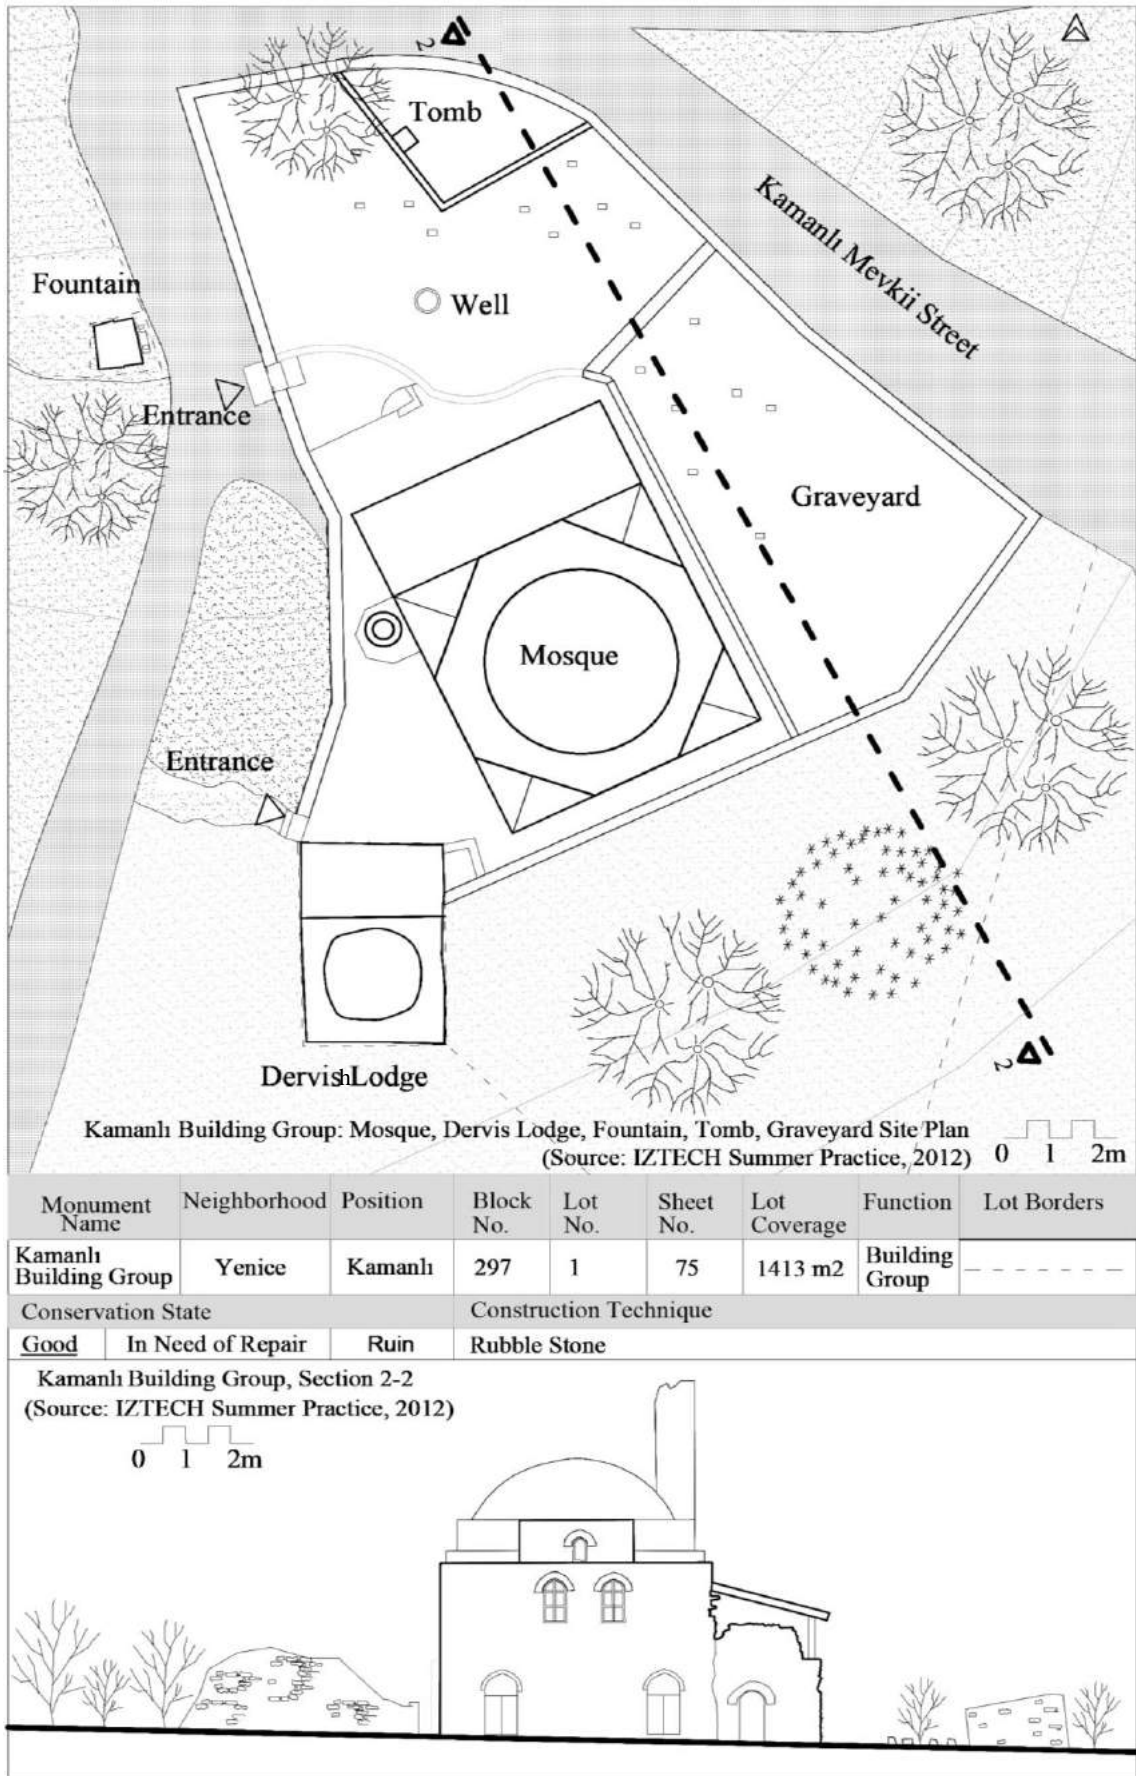 2
Tomb
Kamanlı Mevkii Street
Fountain
Well
Entrance
Graveyard
Mosque
Entrance
2
Dervish Lodge
Kamanlı Building Group: Mosque, Dervis Lodge, Fountain, Tomb, Graveyard Site Plan
(Source: IZTECH Summer Practice, 2012)
0 1 2m
Monument Name
Neighborhood
Position
Block No.
Lot No.
Sheet No.
Lot Coverage
Function
Lot Borders
Kamanlı Building Group
Yenice
Kamanlı
297
1
75
1413 m2
Building Group
Conservation State
Construction Technique
Good
In Need of Repair
Ruin
Rubble Stone
Kamanlı Building Group, Section 2-2
(Source: IZTECH Summer Practice, 2012)
0 1 2m